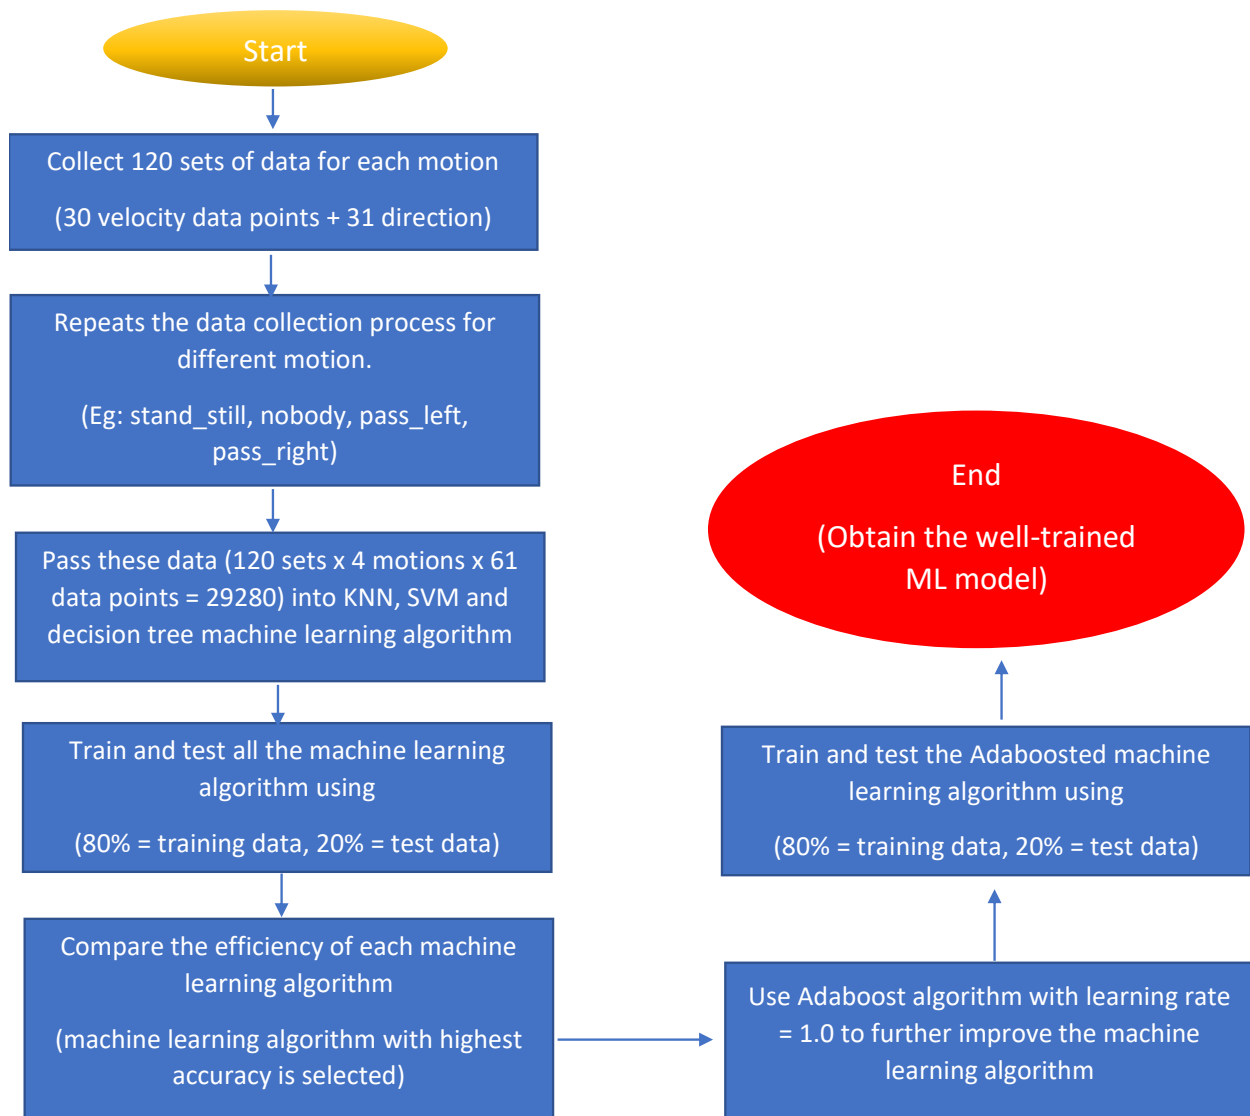 Start
Collect 120 sets of data for each motion
(30 velocity data points + 31 direction)
Repeats the data collection process for
different motion.
(Eg: stand_still, nobody, pass_left,
pass_right)
Pass these data (120 sets x 4 motions x 61
data points = 29280) into KNN, SVM and
decision tree machine learning algorithm
Train and test all the machine learning
algorithm using
(80% = training data, 20% = test data)
Compare the efficiency of each machine
learning algorithm
(machine learning algorithm with highest
accuracy is selected)
Use Adaboost algorithm with learning rate
= 1.0 to further improve the machine
learning algorithm
Train and test the Adaboosted machine
learning algorithm using
(80% = training data, 20% = test data)
End
(Obtain the well-trained
ML model)